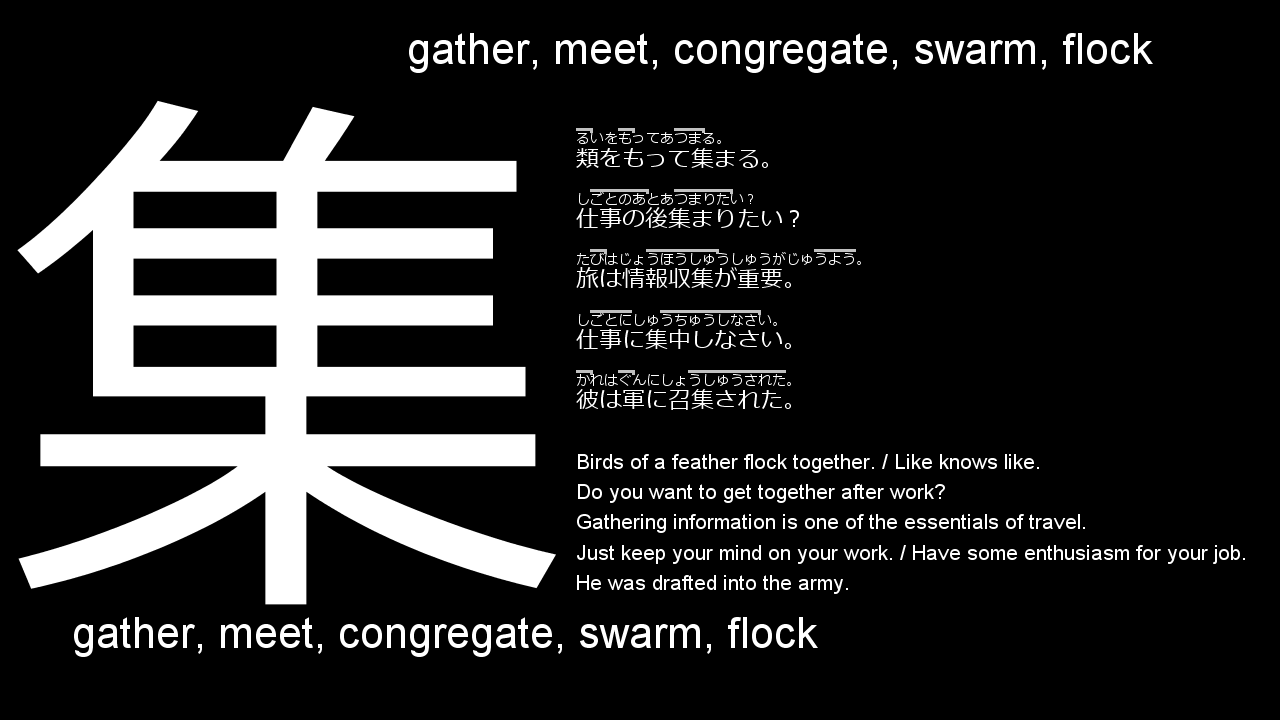 gather, meet, congregate, swarm, flock
集
るいをもってあつまる。
類をもって集まる。
しごとのあとあつまりたい？
仕事の後集まりたい？
たびはじょうほうしゅうしゅうがじゅうよう。
旅は情報収集が重要。
しごとにしゅうちゅうしなさい。
仕事に集中しなさい。
かれはぐんにしょうしゅうされた。
彼は軍に召集された。
Birds of a feather flock together. / Like knows like.
Do you want to get together after work?
Gathering information is one of the essentials of travel.
Just keep your mind on your work. / Have some enthusiasm for your job.
He was drafted into the army.
gather, meet, congregate, swarm, flock